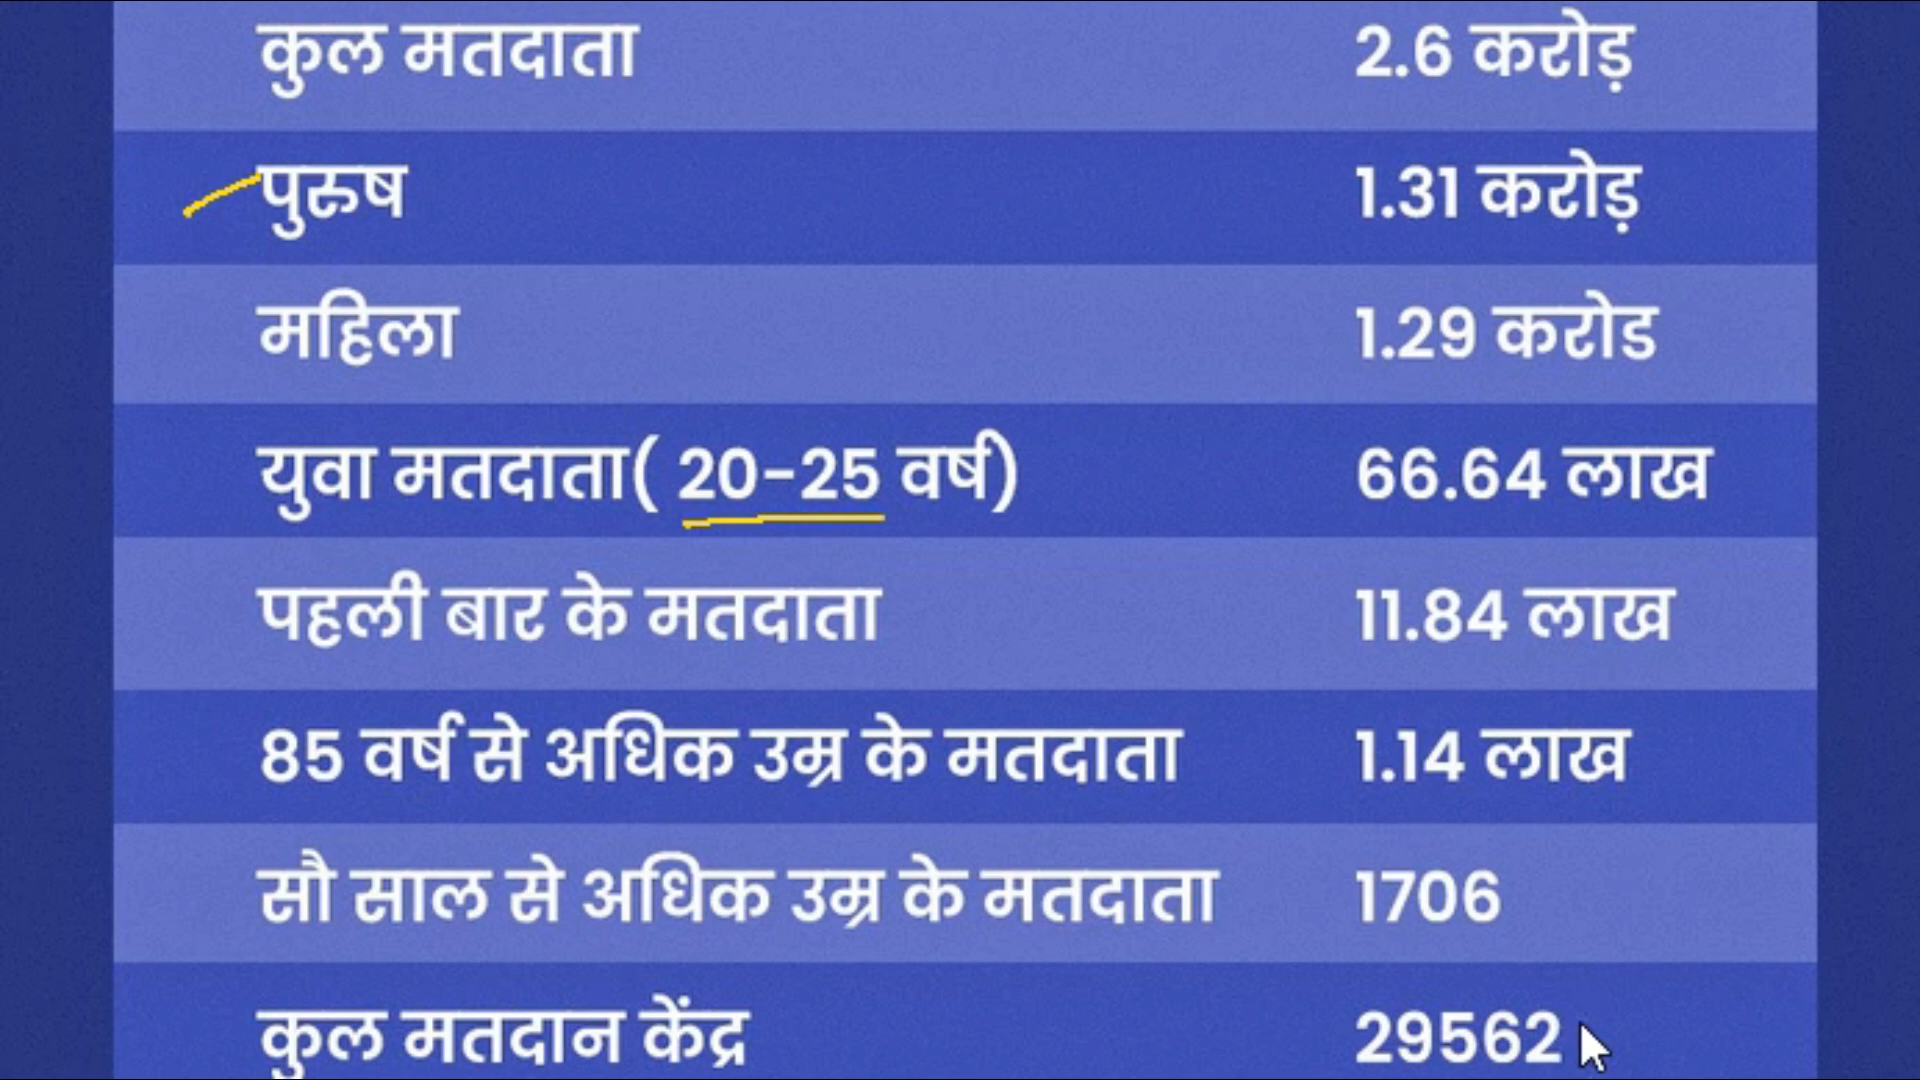 कुल मतदाता 2.6 करोड़
पुरुष 1.31 करोड़
महिला 1.29 करोड
युवा मतदाता( 20-25 वर्ष) 66.64 लाख
पहली बार के मतदाता 11.84 लाख
85 वर्ष से अधिक उम्र के मतदाता 1.14 लाख
सौ साल से अधिक उम्र के मतदाता 1706
कुल मतदान केंद्र 29562